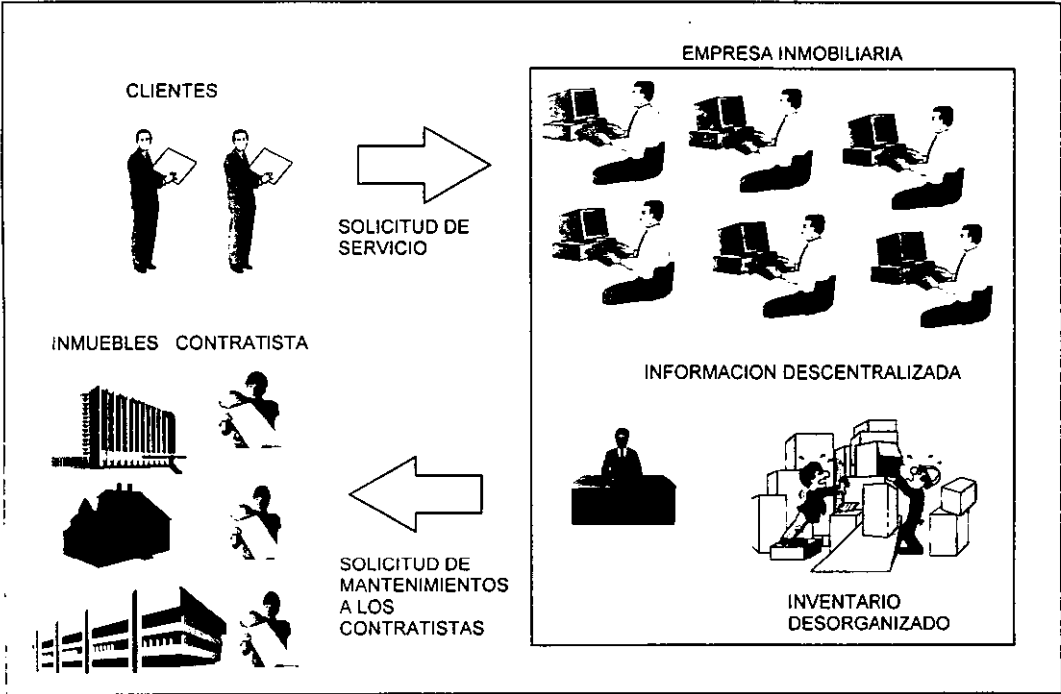 EMPRESA INMOBILIARIA
CLIENTES
SOLICITUD DE
SERVICIO
INMUEBLES CONTRATISTA
INFORMACION DESCENTRALIZADA
SOLICITUD DE
MANTENIMIENTOS
A LOS
CONTRATISTAS
INVENTARIO
DESORGANIZADO